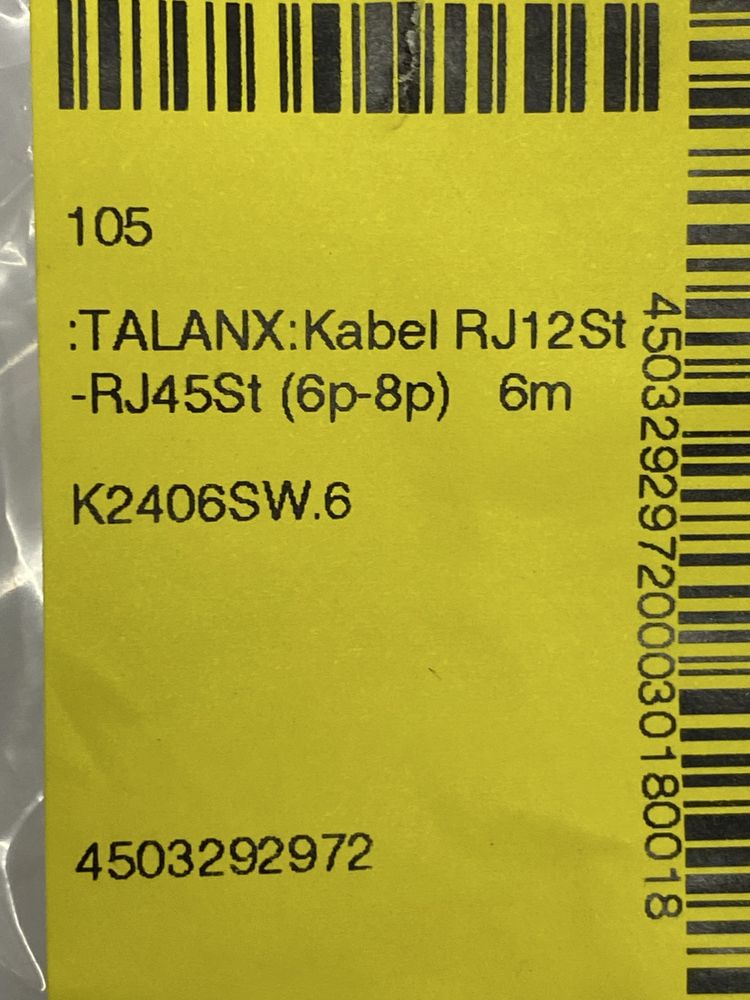 105
:TALANX:Kabel RJ12St
-RJ45St (6p-8p) 6m
K2406SW.6
4503292972
450329297200030180018